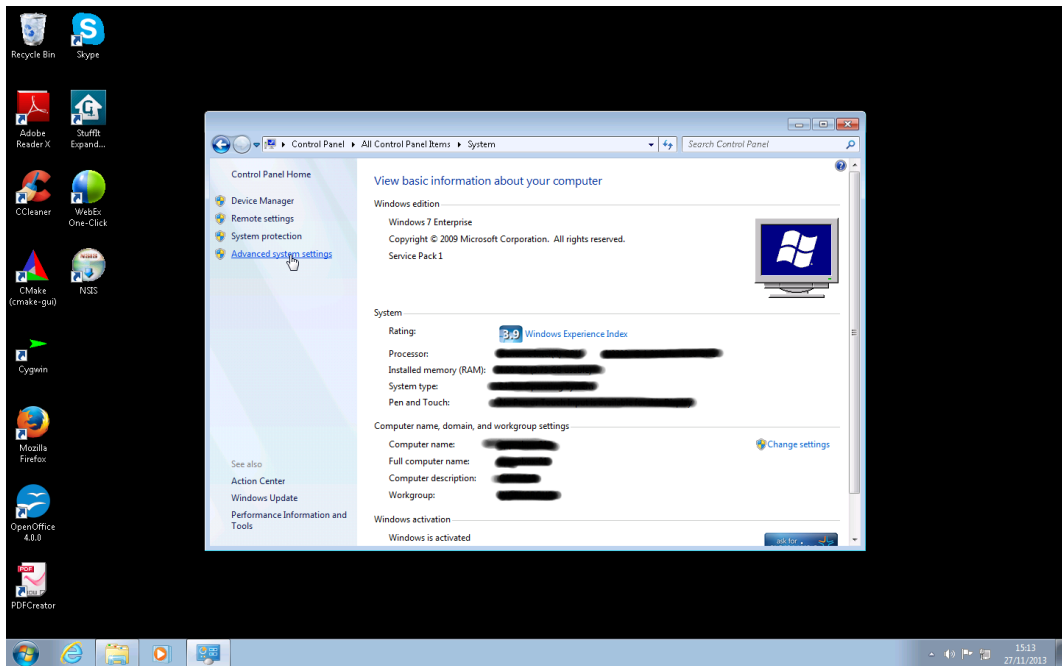 Recycle Bin
Skype
Adobe
Reader X
StuffIt
Expand...
CCleaner
WebEx
One-Click
CMake
(cmake-gui)
NSIS
Cygwin
Mozilla
Firefox
OpenOffice
4.0.0
PDF
PDFCreator
Control Panel
All Control Panel Items
System
Search Control Panel
Control Panel Home
Device Manager
Remote settings
System protection
Advanced system settings
See also
Action Center
Windows Update
Performance Information and
Tools
View basic information about your computer
Windows edition
Windows 7 Enterprise
Copyright © 2009 Microsoft Corporation. All rights reserved.
Service Pack 1
System
Rating:
3.9 Windows Experience Index
Processor:
Installed memory (RAM):
System type:
Pen and Touch:
Computer name, domain, and workgroup settings
Computer name:
Change settings
Full computer name:
Computer description:
Workgroup:
Windows activation
Windows is activated
ask for
15:13
27/11/2013